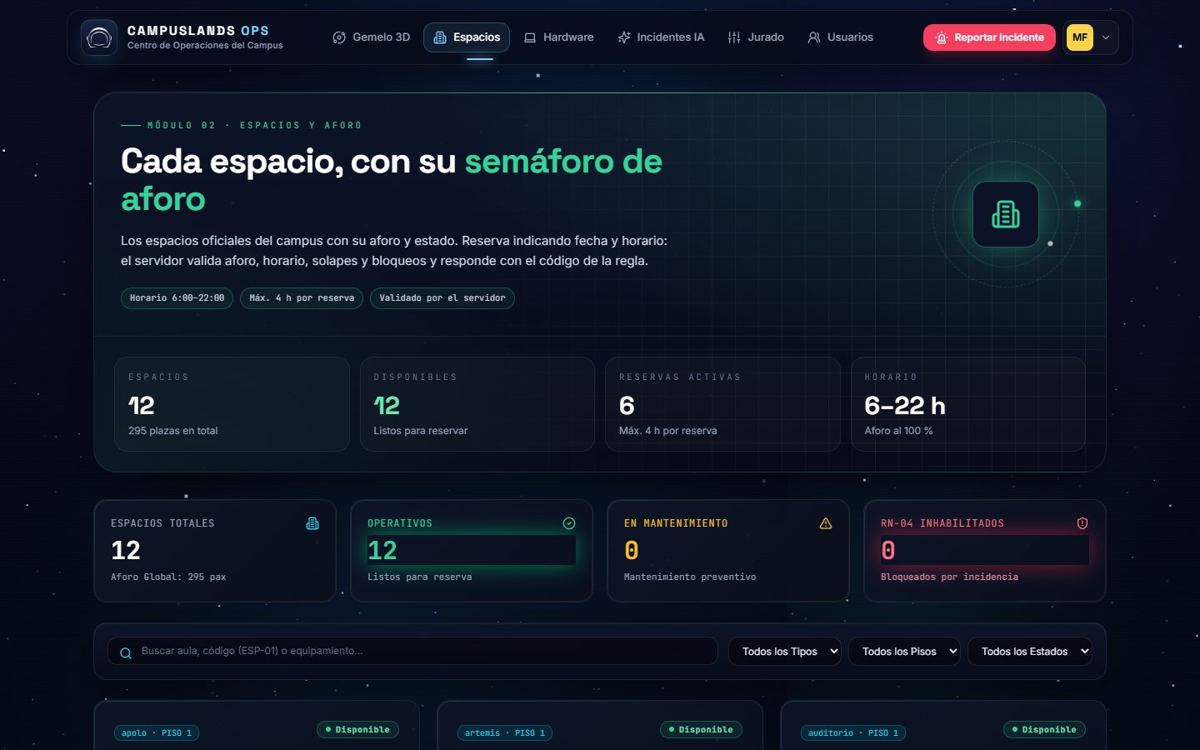 CAMPUSLANDS OPS
Centro de Operaciones del Campus
Gemelo 3D
Espacios
Hardware
Incidentes IA
Jurado
Usuarios
Reportar incidente
MF
MÓDULO 02 · ESPACIOS Y AFORO
Cada espacio, con su semáforo de
aforo
Los espacios oficiales del campus con su aforo y estado. Reserva indicando fecha y horario:
el servidor valida aforo, horario, solapes y bloqueos y responde con el código de la regla.
Horario 6:00–22:00
Máx. 4 h por reserva
Validado por el servidor
ESPACIOS
12
295 plazas en total
DISPONIBLES
12
Listos para reservar
RESERVAS ACTIVAS
6
Máx. 4 h por reserva
HORARIO
6–22 h
Aforo al 100 %
ESPACIOS TOTALES
12
Aforo Global: 295 pax
OPERATIVOS
12
Listos para reserva
EN MANTENIMIENTO
0
Mantenimiento preventivo
RN-04 INHABILITADOS
0
Bloqueados por incidencia
Buscar aula, código (ESP-01) o equipamiento...
Todos los Tipos
Todos los Pisos
Todos los Estados
apolo · PISO 1
Disponible
artemis · PISO 1
Disponible
auditorio · PISO 1
Disponible